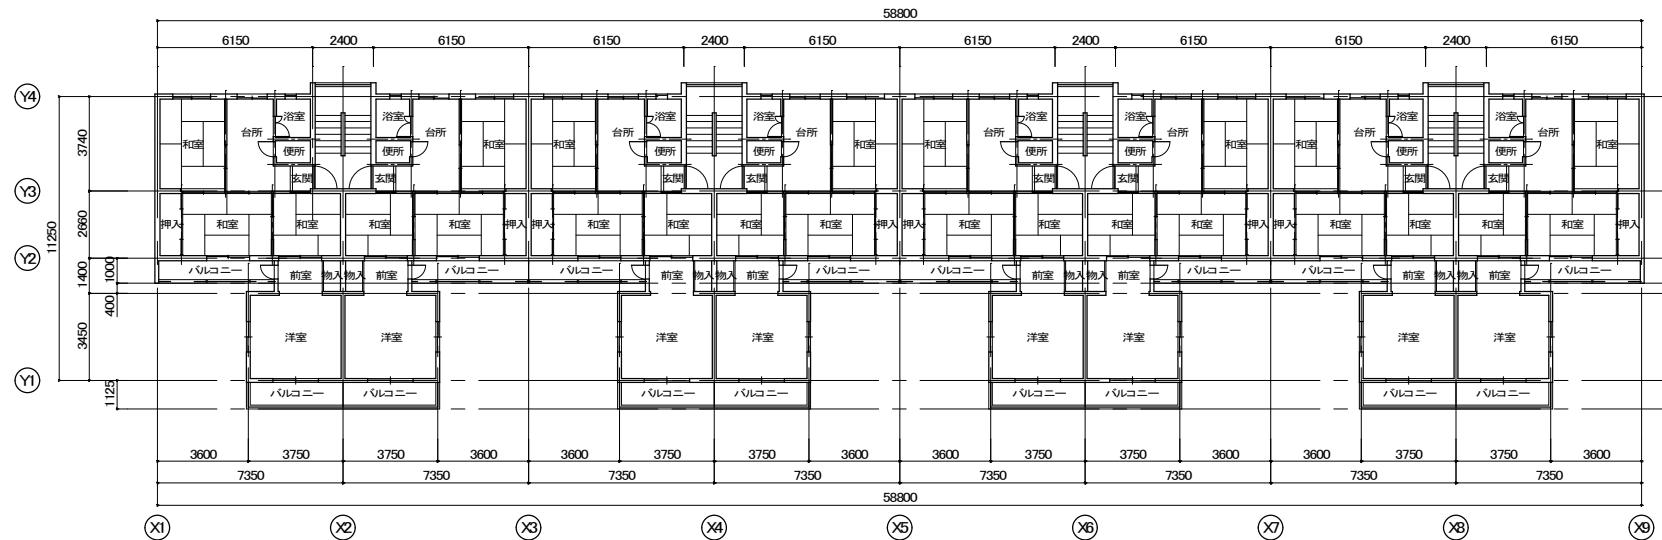 58800
6150 2400 6150 6150 2400 6150 6150 2400 6150 6150 2400 6150
Y4
浴室 浴室 浴室 浴室 浴室 浴室 浴室 浴室
台所 台所 台所 台所 台所 台所 台所 台所
和室 和室 和室 和室 和室 和室 和室 和室
3740
便所 便所 便所 便所 便所 便所 便所 便所
玄関 玄関 玄関 玄関 玄関 玄関 玄関 玄関
Y3
押入 和室 和室 和室 和室 押入 押入 和室 和室 和室 和室 押入 押入 和室 和室 和室 和室 押入 押入 和室 和室 和室 和室 押入
11250
2660
Y2
バルコニー バルコニー バルコニー バルコニー バルコニー バルコニー バルコニー バルコニー
前室 物入 物入 前室 前室 物入 物入 前室 前室 物入 物入 前室 前室 物入 物入 前室
1400
1000
400
洋室 洋室 洋室 洋室 洋室 洋室 洋室 洋室
3450
Y1
バルコニー バルコニー バルコニー バルコニー バルコニー バルコニー バルコニー バルコニー
1125
3600 3750 3750 3600 3600 3750 3750 3600 3600 3750 3750 3600 3600 3750 3750 3600
7350 7350 7350 7350 7350 7350 7350 7350
58800
X1 X2 X3 X4 X5 X6 X7 X8 X9